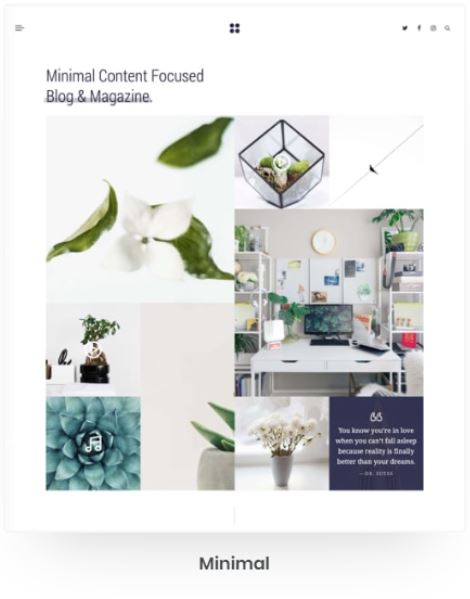 Minimal Content Focused
Blog & Magazine
You know you're in love
when you can't fall asleep
because reality is finally
better than your dreams.
—DR. SEUSS
Minimal